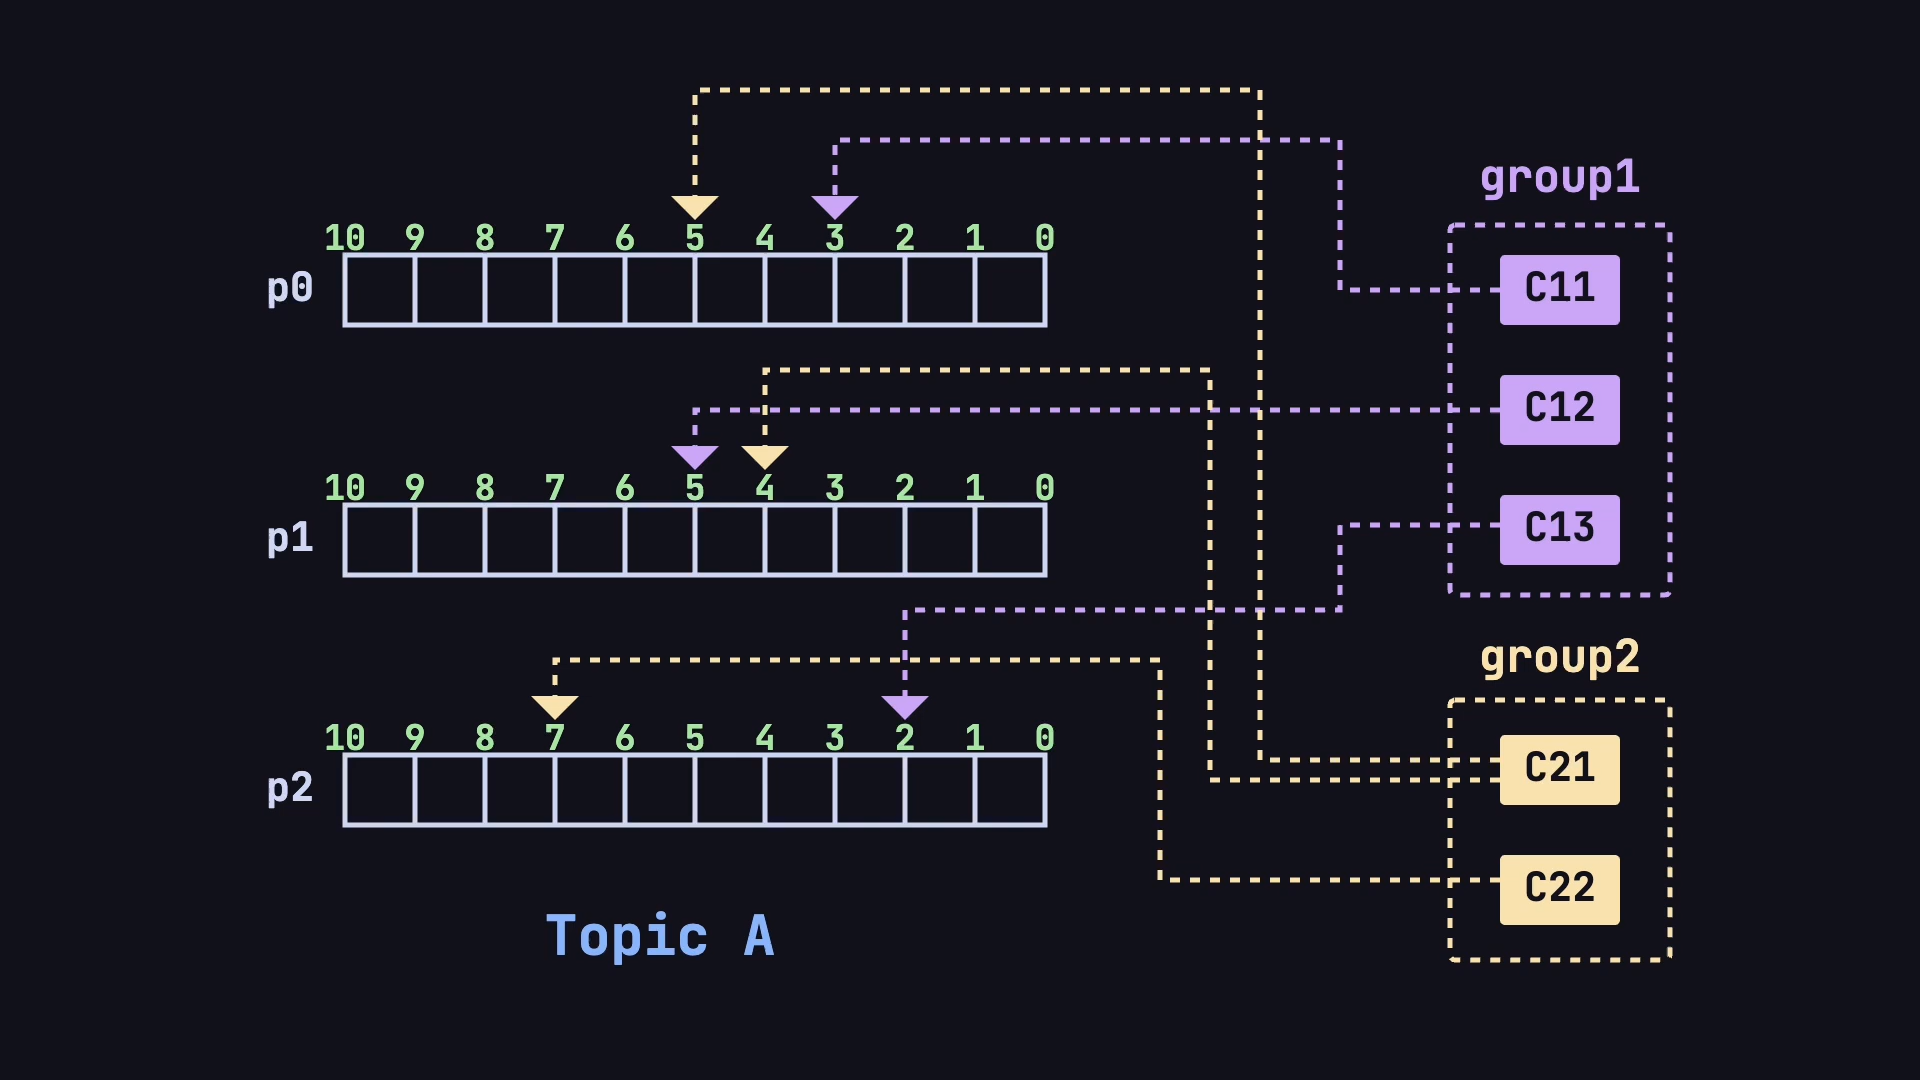 group1
10 9 8 7 6 5 4 3 2 1 0
p0
C11
C12
10 9 8 7 6 5 4 3 2 1 0
p1
C13
group2
10 9 8 7 6 5 4 3 2 1 0
p2
C21
C22
Topic A